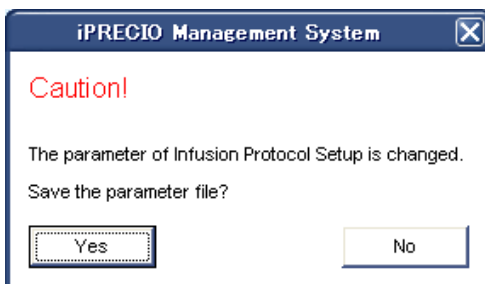 iPRECIO Management System
Caution!
The parameter of Infusion Protocol Setup is changed.
Save the parameter file?
Yes
No